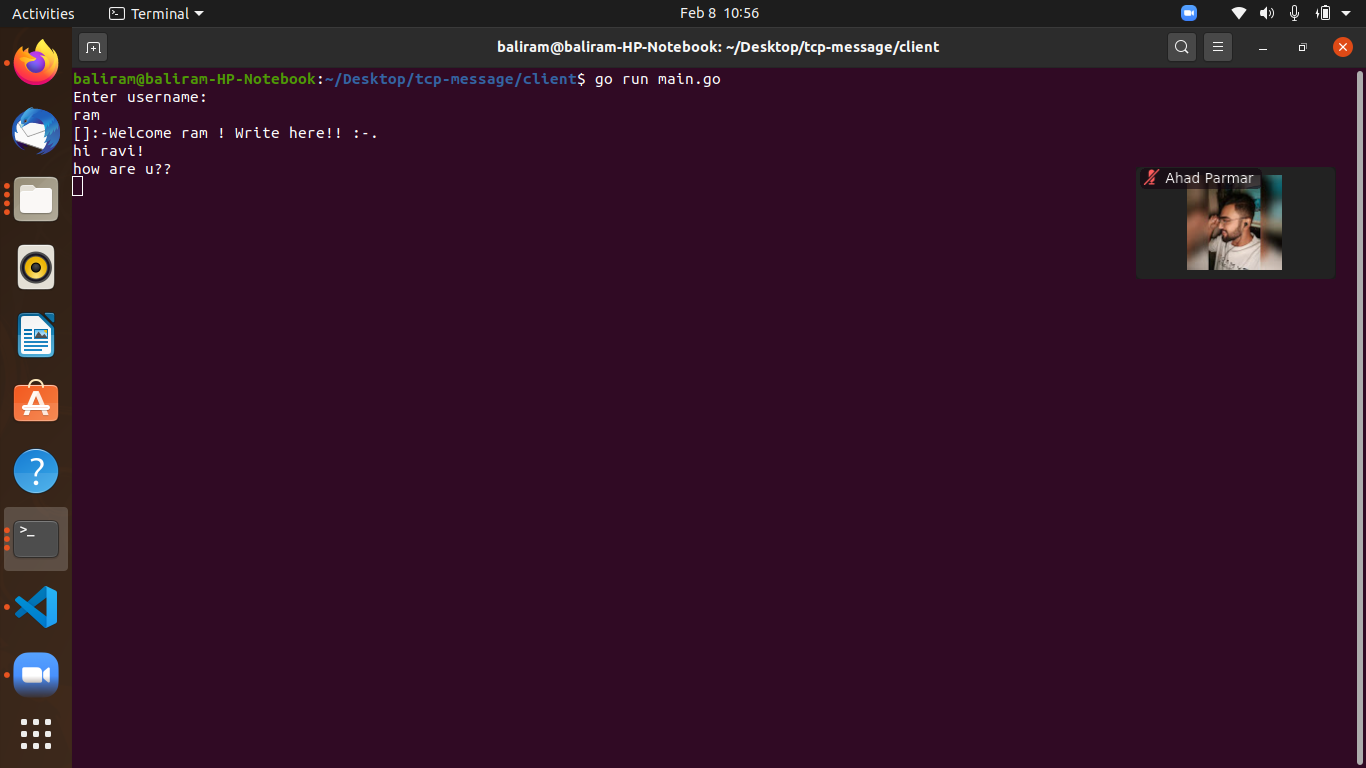 Activities
Terminal
Feb 8 10:56
baliram@baliram-HP-Notebook: ~/Desktop/tcp-message/client
baliram@baliram-HP-Notebook:~/Desktop/tcp-message/client$ go run main.go
Enter username:
ram
[]:-Welcome ram ! Write here!! :-.
hi ravi!
how are u??
Ahad Parmar